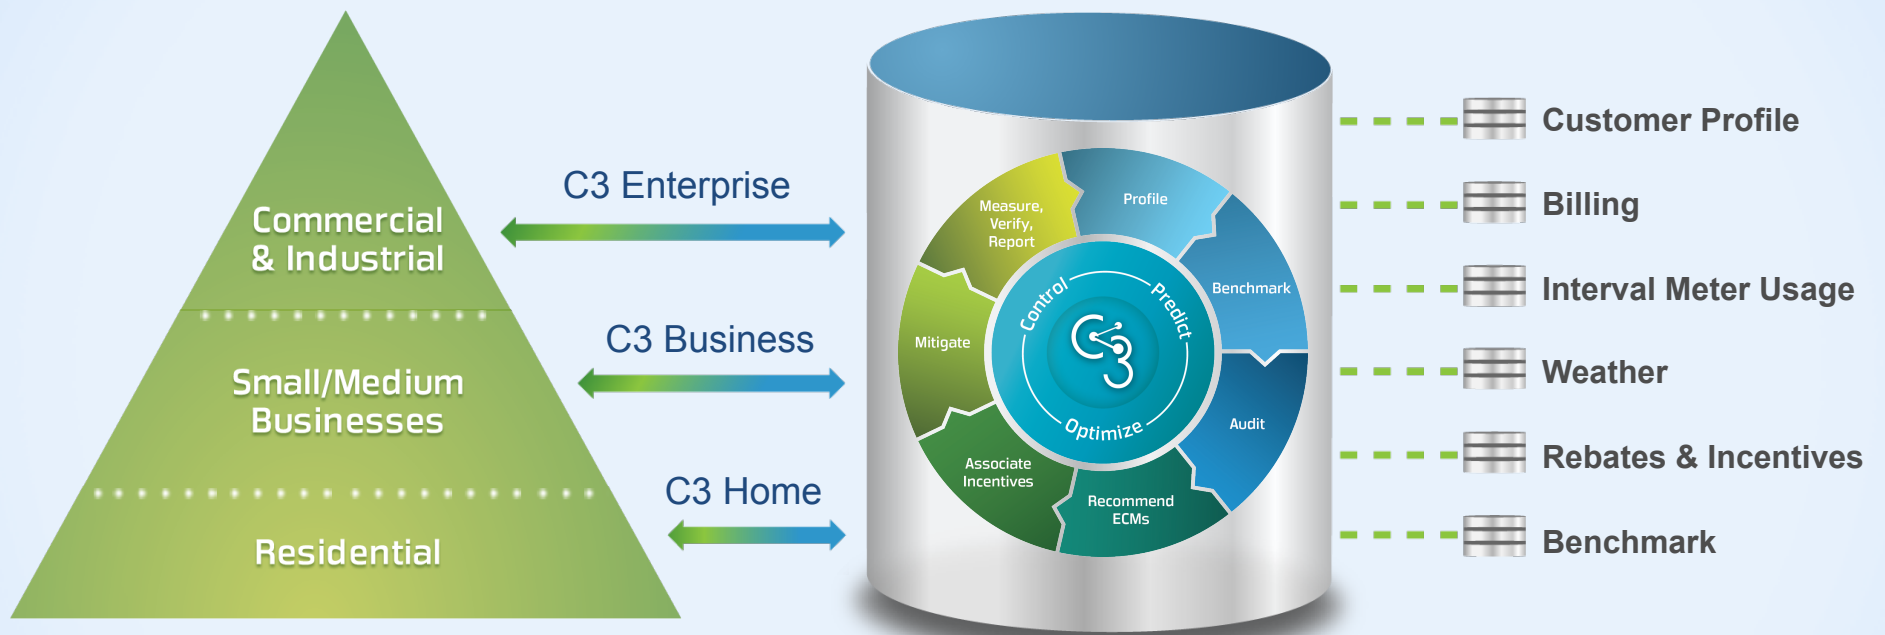 Commercial
& Industrial
Small/Medium
Businesses
Residential
C3 Enterprise
C3 Business
C3 Home
Profile
Benchmark
Audit
Recommend
ECMs
Associate
Incentives
Mitigate
Measure,
Verify,
Report
Control
Predict
Optimize
C3
Customer Profile
Billing
Interval Meter Usage
Weather
Rebates & Incentives
Benchmark